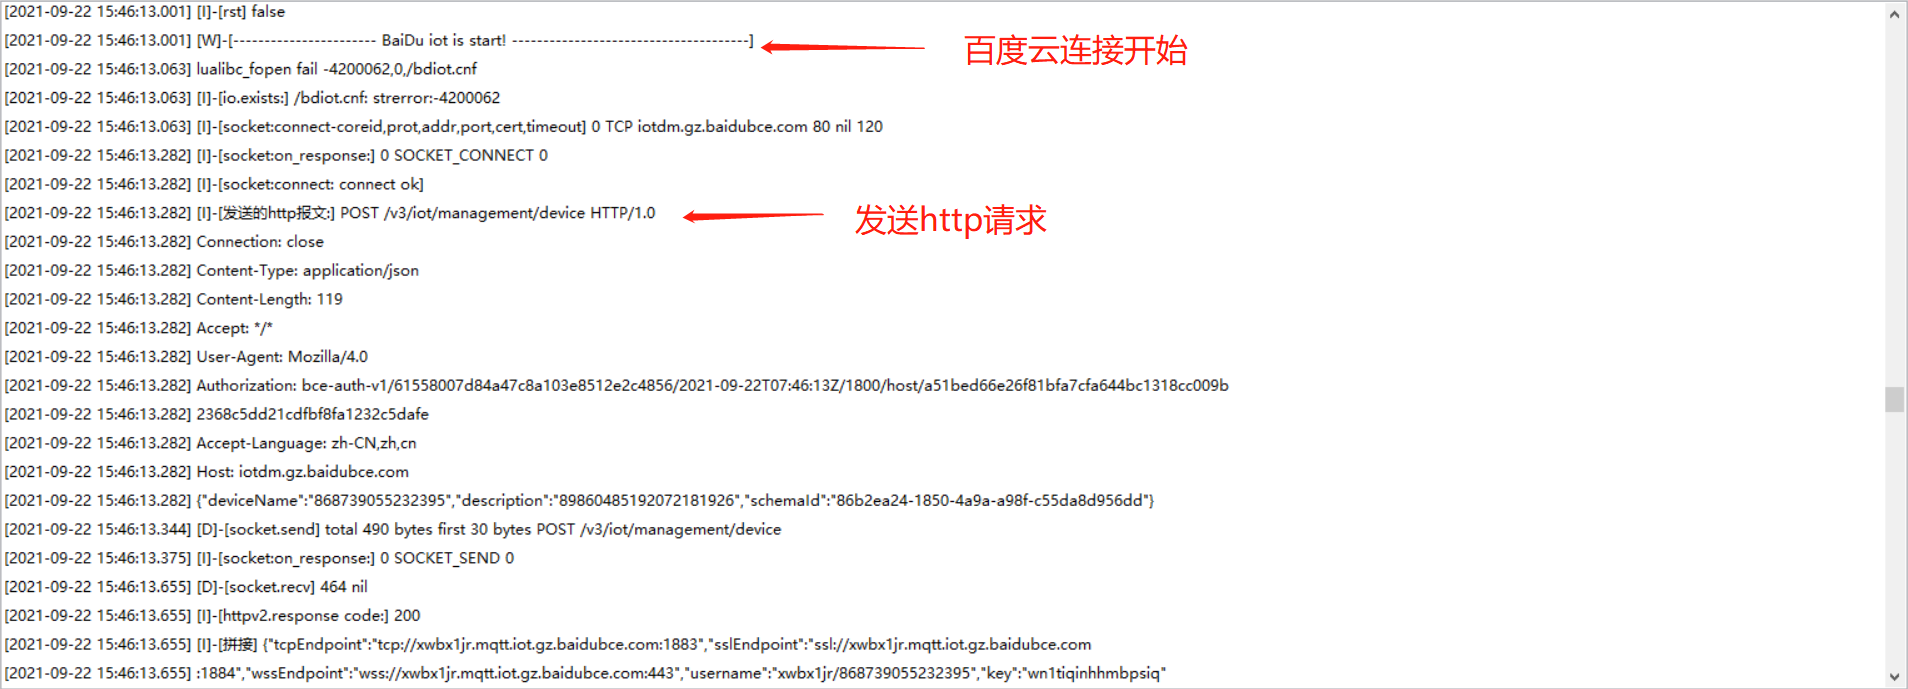 [2021-09-22 15:46:13.001] [I]-[rst] false
[2021-09-22 15:46:13.001] [W]-[----------------------- BaiDu iot is start! --------------------------------------]
百度云连接开始
[2021-09-22 15:46:13.063] lualibc_fopen fail -4200062,0,/bdiot.cnf
[2021-09-22 15:46:13.063] [I]-[io.exists:] /bdiot.cnf: strerror:-4200062
[2021-09-22 15:46:13.063] [I]-[socket:connect-coreid,prot,addr,port,cert,timeout] 0 TCP iotdm.gz.baidubce.com 80 nil 120
[2021-09-22 15:46:13.282] [I]-[socket:on_response:] 0 SOCKET_CONNECT 0
[2021-09-22 15:46:13.282] [I]-[socket:connect: connect ok]
[2021-09-22 15:46:13.282] [I]-[发送的http报文:] POST /v3/iot/management/device HTTP/1.0
发送http请求
[2021-09-22 15:46:13.282] Connection: close
[2021-09-22 15:46:13.282] Content-Type: application/json
[2021-09-22 15:46:13.282] Content-Length: 119
[2021-09-22 15:46:13.282] Accept: */*
[2021-09-22 15:46:13.282] User-Agent: Mozilla/4.0
[2021-09-22 15:46:13.282] Authorization: bce-auth-v1/61558007d84a47c8a103e8512e2c4856/2021-09-22T07:46:13Z/1800/host/a51bed66e26f81bfa7cfa644bc1318cc009b
[2021-09-22 15:46:13.282] 2368c5dd21cdfbf8fa1232c5dafe
[2021-09-22 15:46:13.282] Accept-Language: zh-CN,zh,cn
[2021-09-22 15:46:13.282] Host: iotdm.gz.baidubce.com
[2021-09-22 15:46:13.282] {"deviceName":"868739055232395","description":"89860485192072181926","schemaId":"86b2ea24-1850-4a9a-a98f-c55da8d956dd"}
[2021-09-22 15:46:13.344] [D]-[socket.send] total 490 bytes first 30 bytes POST /v3/iot/management/device
[2021-09-22 15:46:13.375] [I]-[socket:on_response:] 0 SOCKET_SEND 0
[2021-09-22 15:46:13.655] [D]-[socket.recv] 464 nil
[2021-09-22 15:46:13.655] [I]-[httpv2.response code:] 200
[2021-09-22 15:46:13.655] [I]-[拼接] {"tcpEndpoint":"tcp://xwbx1jr.mqtt.iot.gz.baidubce.com:1883","sslEndpoint":"ssl://xwbx1jr.mqtt.iot.gz.baidubce.com
[2021-09-22 15:46:13.655] :1884","wssEndpoint":"wss://xwbx1jr.mqtt.iot.gz.baidubce.com:443","username":"xwbx1jr/868739055232395","key":"wn1tiqinhhmbpsiq"